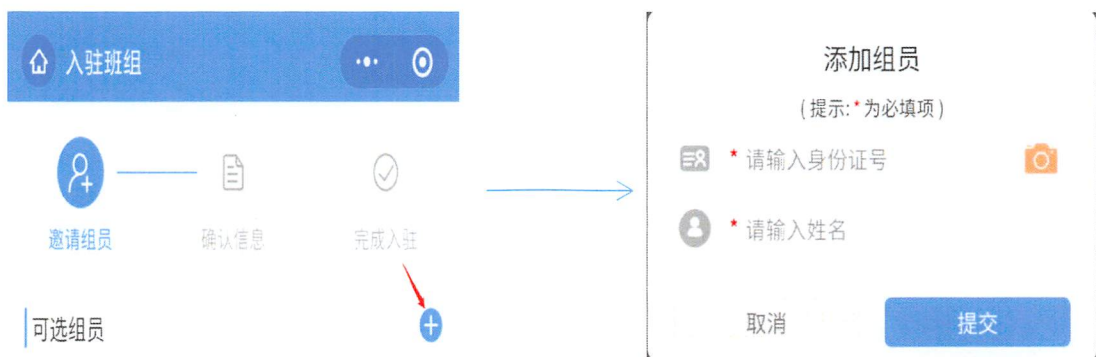 入驻班组
邀请组员
确认信息
完成入驻
可选组员
添加组员
(提示:*为必填项)
* 请输入身份证号
* 请输入姓名
取消
提交